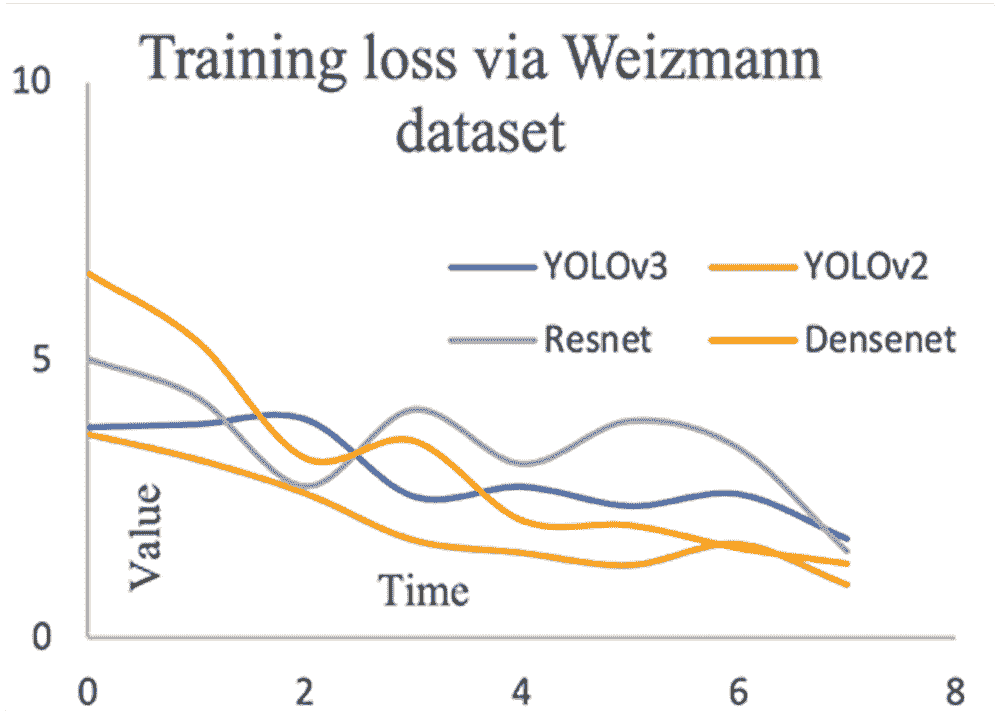 Training loss via Weizmann
dataset
10
YOLOv3 YOLOv2
Resnet Densenet
5
Value
Time
0
0 2 4 6 8